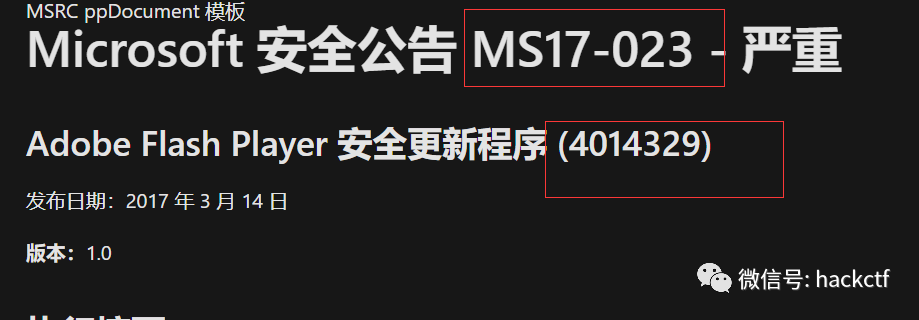 MSRC ppDocument 模板
Microsoft 安全公告 MS17-023 - 严重
Adobe Flash Player 安全更新程序 (4014329)
发布日期：2017 年 3 月 14 日
版本：1.0
微信号: hackctf